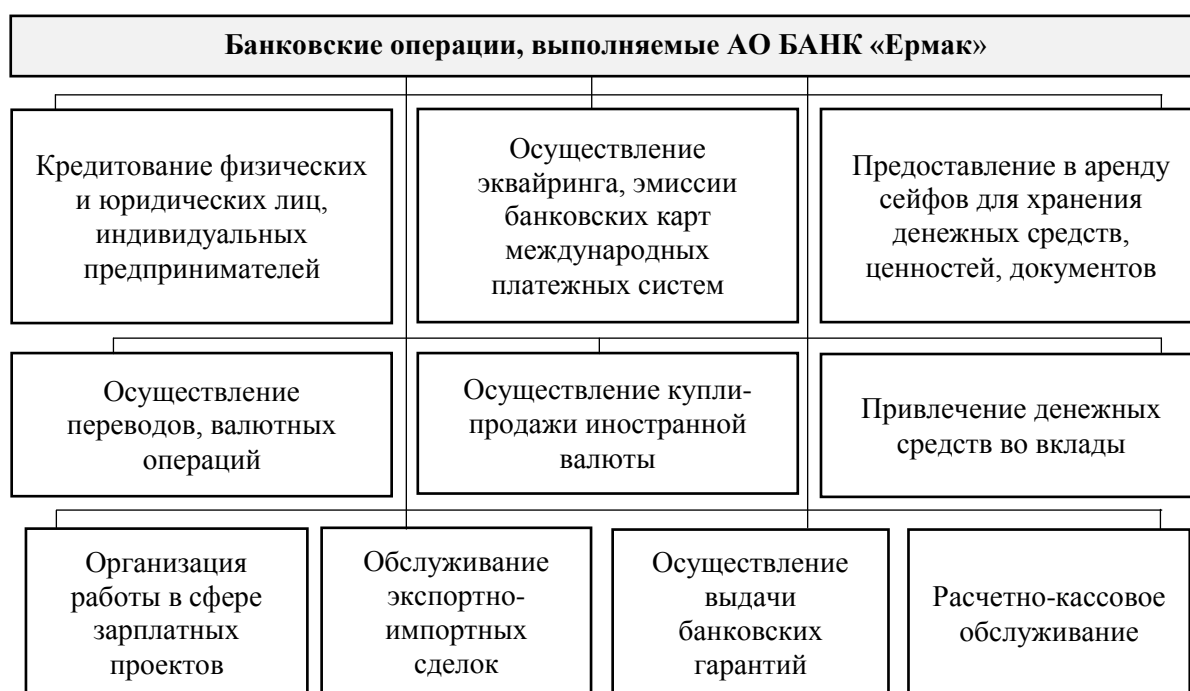 Банковские операции, выполняемые АО БАНК «Ермак»
Кредитование физических
и юридических лиц,
индивидуальных
предпринимателей
Осуществление
эквайринга, эмиссии
банковских карт
международных
платежных систем
Предоставление в аренду
сейфов для хранения
денежных средств,
ценностей, документов
Осуществление
переводов, валютных
операций
Осуществление купли-
продажи иностранной
валюты
Привлечение денежных
средств во вклады
Организация
работы в сфере
зарплатных
проектов
Обслуживание
экспортно-
импортных
сделок
Осуществление
выдачи
банковских
гарантий
Расчетно-кассовое
обслуживание